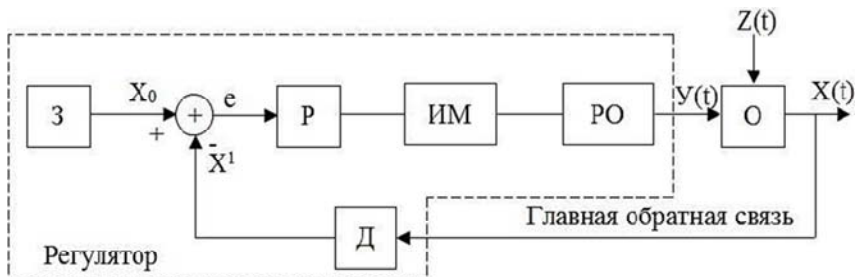 Z(t)
З
X₀
+
+
e
Р
ИМ
РО
У(t)
О
X(t)
-
X¹
Д
Главная обратная связь
Регулятор